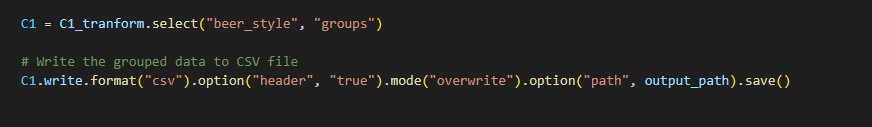 C1 = C1_tranform.select("beer_style", "groups")
# Write the grouped data to CSV file
C1.write.format("csv").option("header", "true").mode("overwrite").option("path", output_path).save()